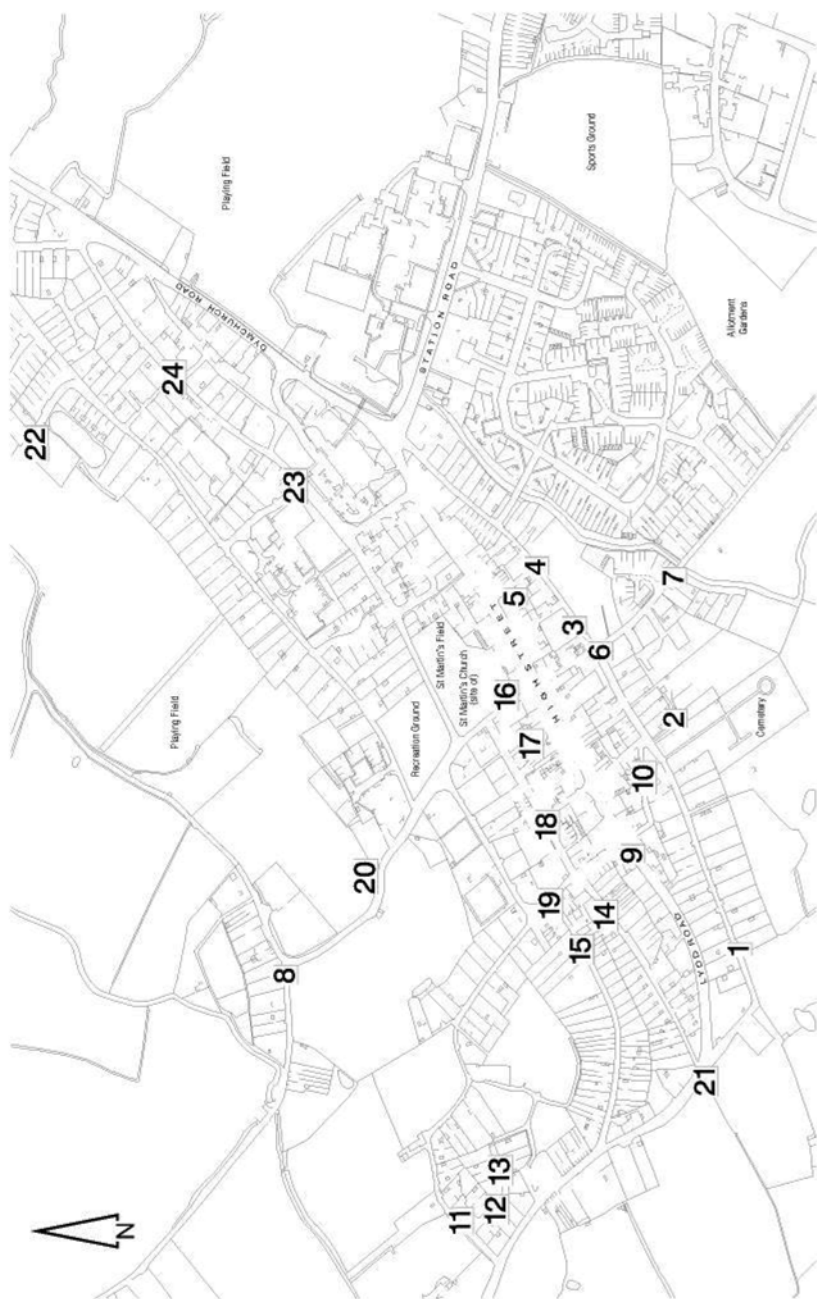 22
Playing Field
24
DYMCHURCH ROAD
23
Playing Field
STATION ROAD
Sports Ground
St Martin's Field
St Martin's Church
(site of)
Recreation Ground
Allotment
Gardens
4
5
HIGH STREET
3
16
6
7
17
2
Cemetery
10
18
9
20
19
14
15
8
LYDD ROAD
1
21
13
12
11
N